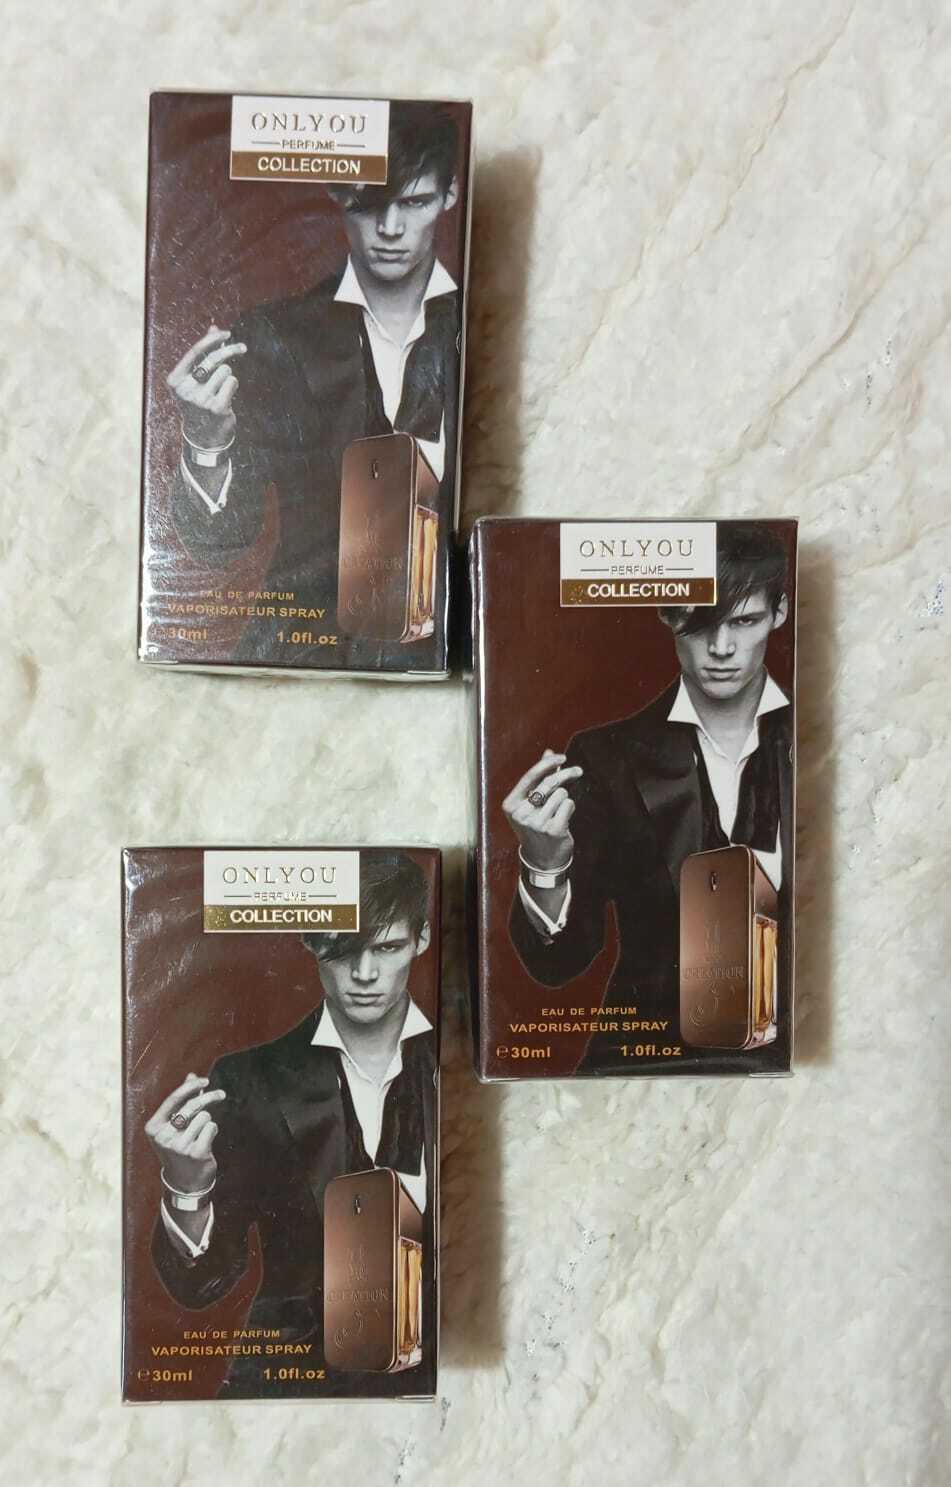 ONLYOU
PERFUME
COLLECTION
EAU DE PARFUM
VAPORISATEUR SPRAY
30ml 1.0fl.oz
ONLYOU
PERFUME
COLLECTION
CREATION
EAU DE PARFUM
VAPORISATEUR SPRAY
℮30ml 1.0fl.oz
ONLYOU
PERFUME
COLLECTION
EAU DE PARFUM
VAPORISATEUR SPRAY
℮30ml 1.0fl.oz